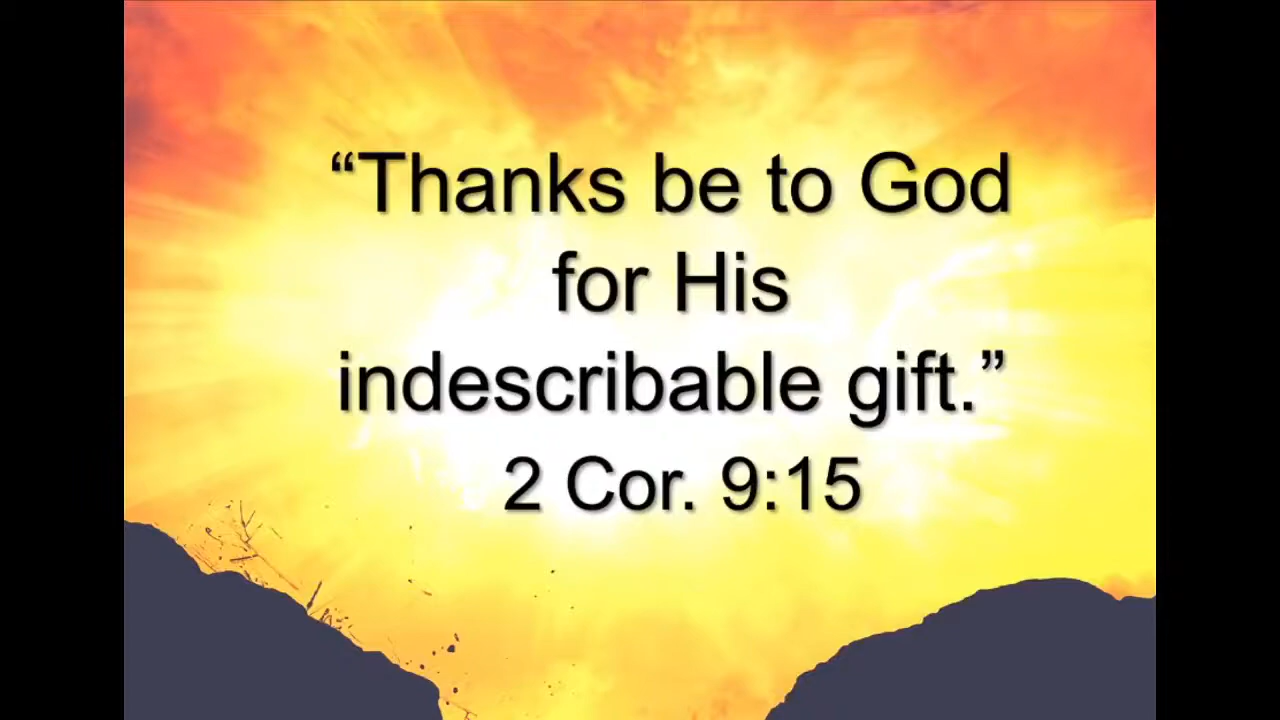 “Thanks be to God
for His
indescribable gift.”
2 Cor. 9:15